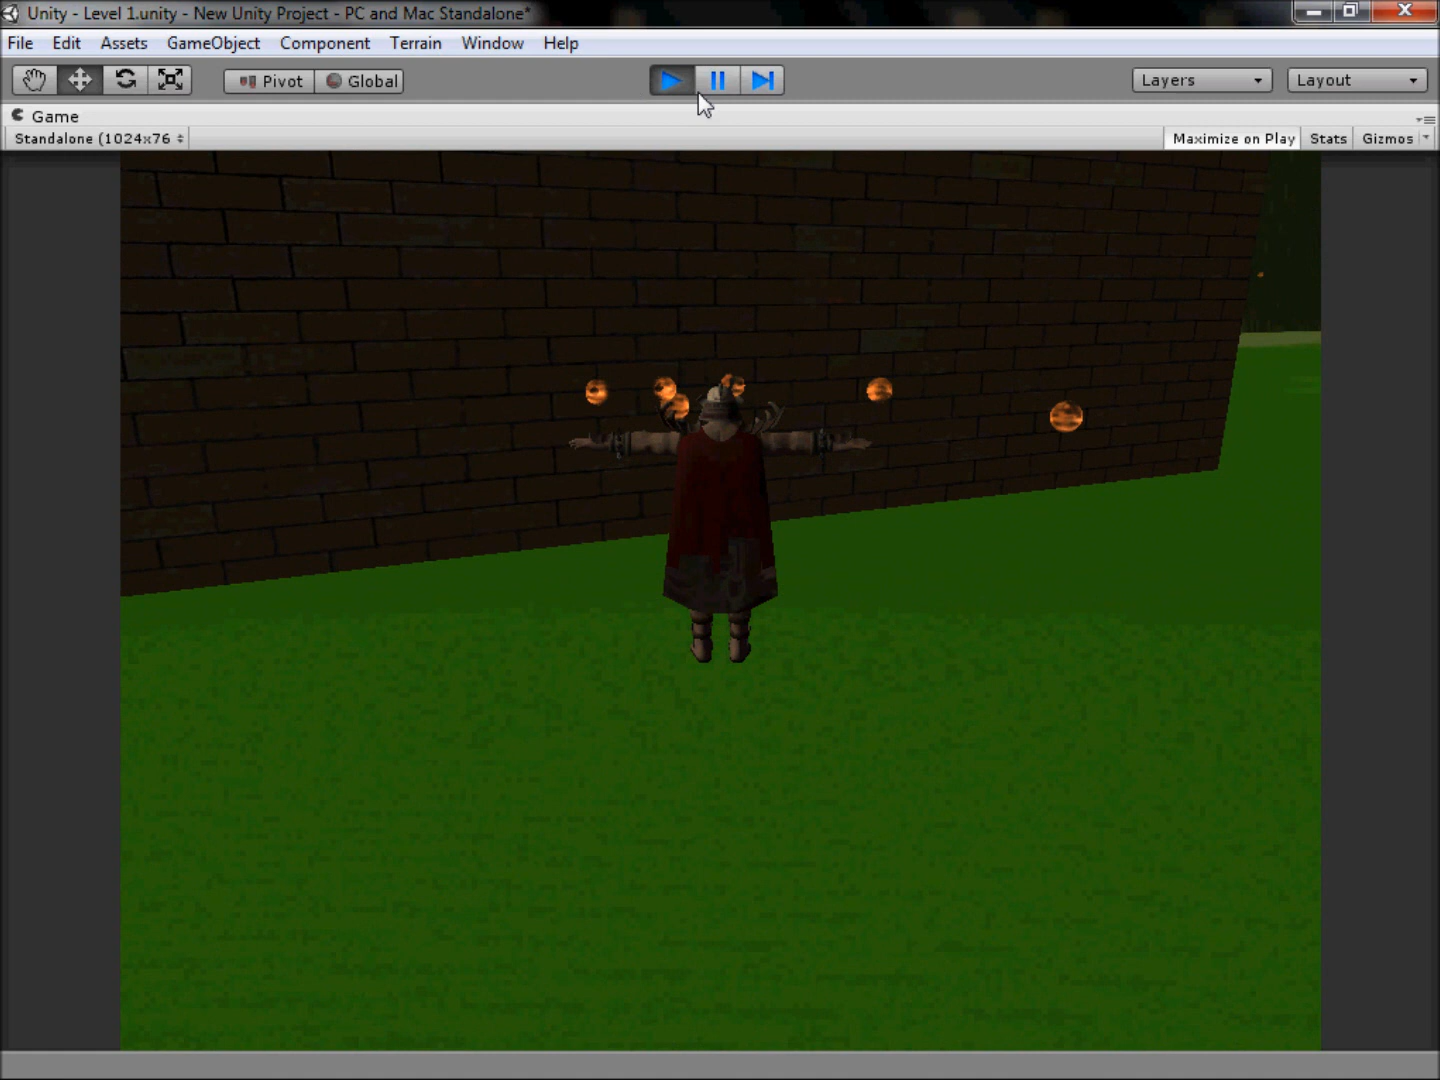 Unity - Level 1.unity - New Unity Project - PC and Mac Standalone*
File Edit Assets GameObject Component Terrain Window Help
Pivot Global Layers Layout
Game
Standalone (1024x76 Maximize on Play Stats Gizmos